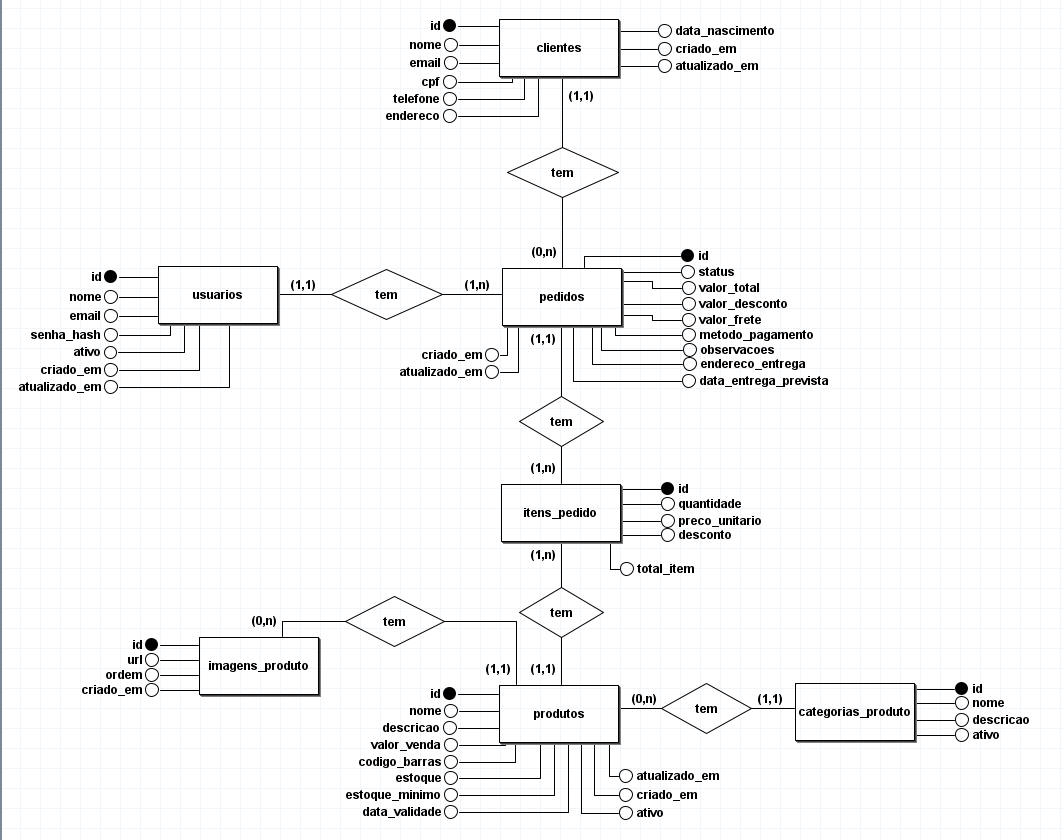 clientes
id
nome
email
cpf
telefone
endereco
data_nascimento
criado_em
atualizado_em
(1,1)
tem
(0,n)
usuarios
id
nome
email
senha_hash
ativo
criado_em
atualizado_em
(1,1)
tem
(1,n)
pedidos
id
status
valor_total
valor_desconto
valor_frete
metodo_pagamento
observacoes
endereco_entrega
data_entrega_prevista
criado_em
atualizado_em
(1,1)
tem
(1,n)
itens_pedido
id
quantidade
preco_unitario
desconto
total_item
(1,n)
tem
(1,1)
imagens_produto
id
url
ordem
criado_em
(0,n)
tem
(1,1)
produtos
id
nome
descricao
valor_venda
codigo_barras
estoque
estoque_minimo
data_validade
atualizado_em
criado_em
ativo
(0,n)
tem
(1,1)
categorias_produto
id
nome
descricao
ativo